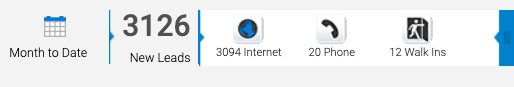 Month to Date
3126
New Leads
3094 Internet
20 Phone
12 Walk Ins